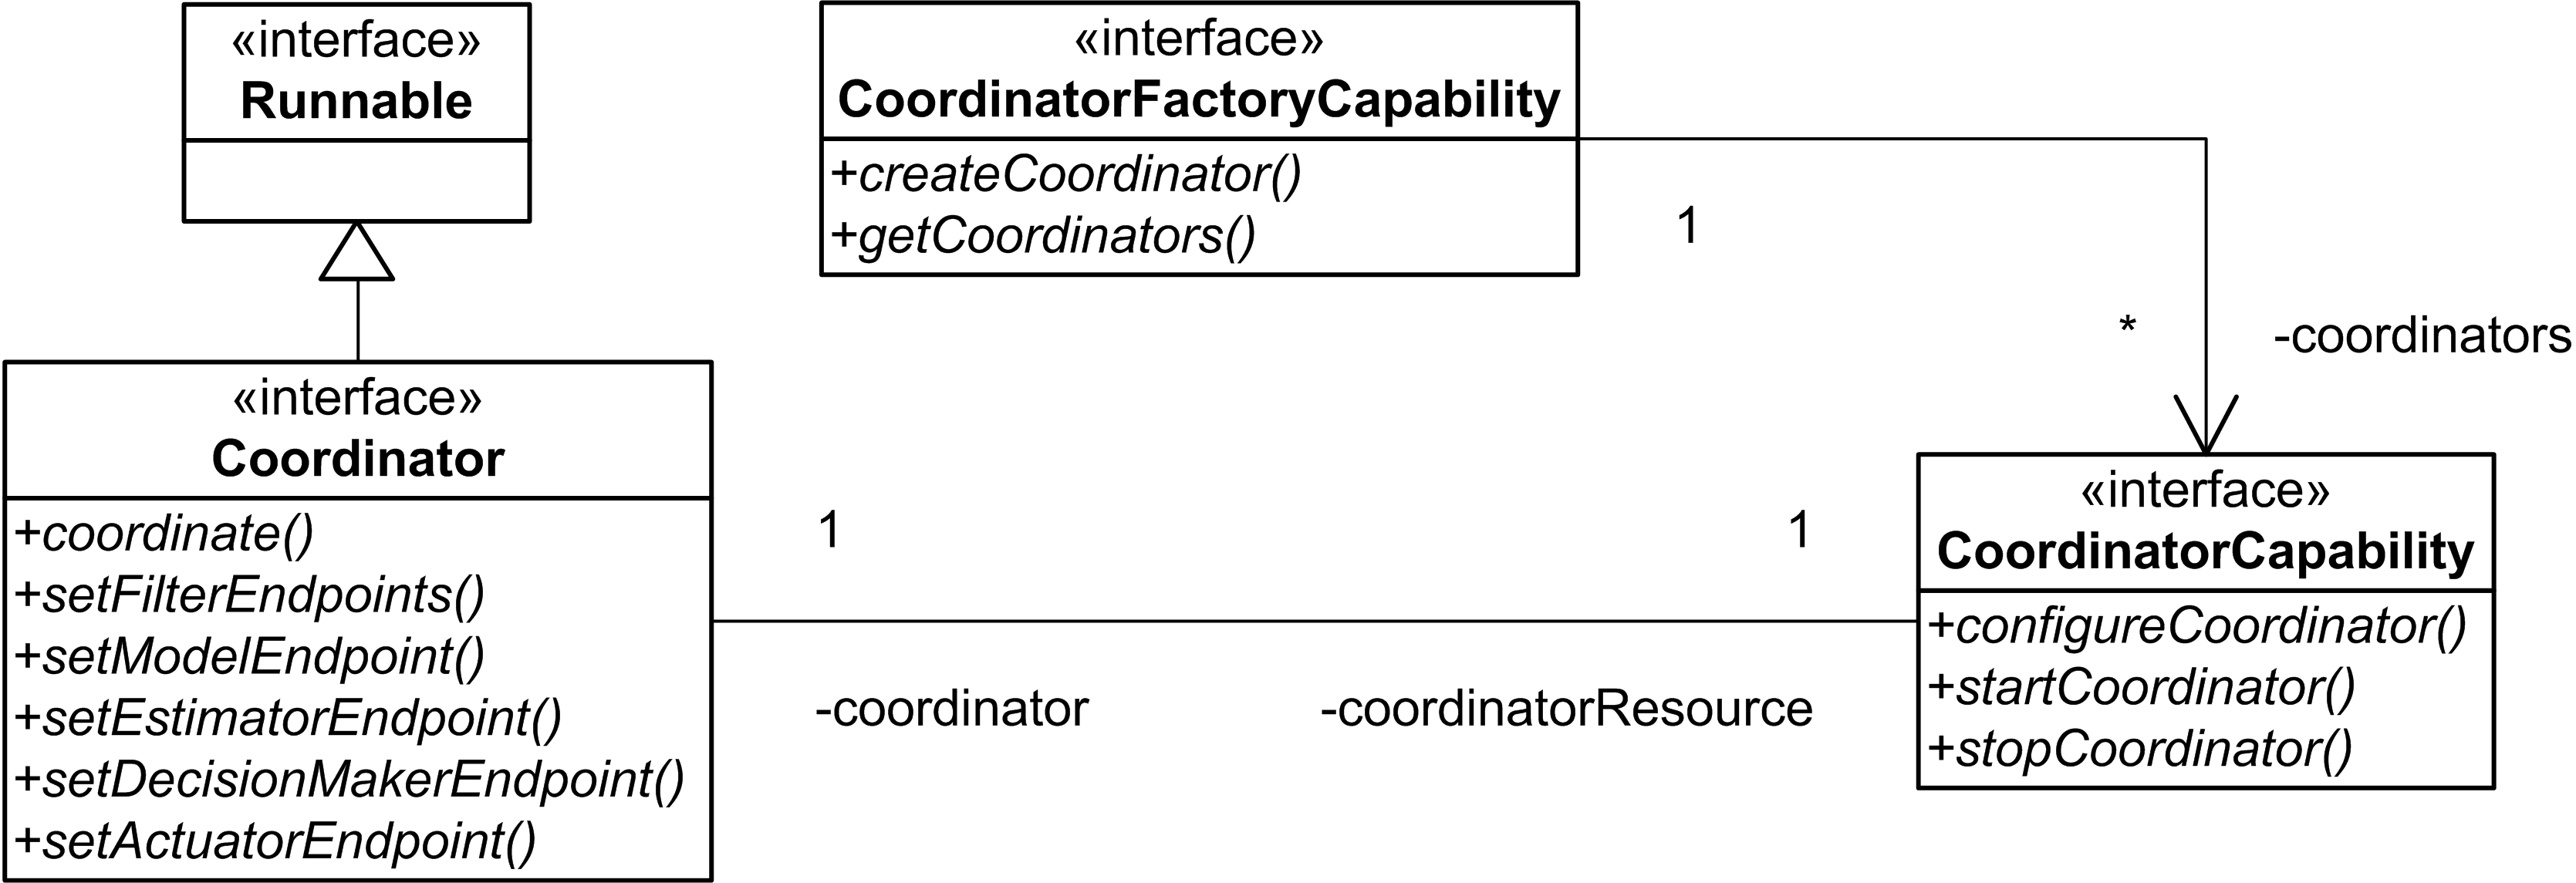 «interface»
Runnable
«interface»
CoordinatorFactoryCapability
+createCoordinator()
+getCoordinators()
1
*
-coordinators
«interface»
Coordinator
+coordinate()
+setFilterEndpoints()
+setModelEndpoint()
+setEstimatorEndpoint()
+setDecisionMakerEndpoint()
+setActuatorEndpoint()
1
1
-coordinator
-coordinatorResource
«interface»
CoordinatorCapability
+configureCoordinator()
+startCoordinator()
+stopCoordinator()